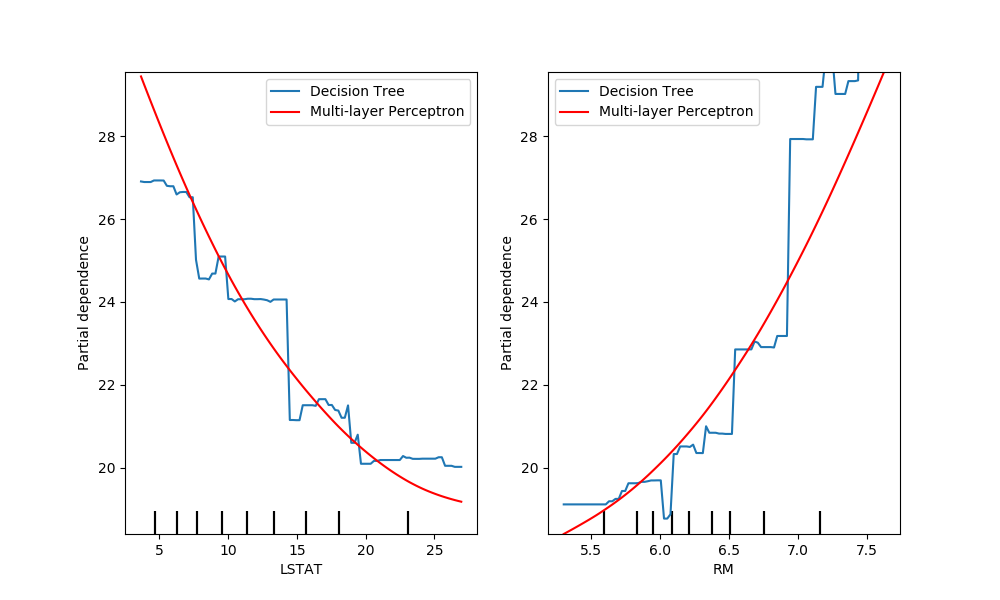 Decision Tree
Multi-layer Perceptron
Partial dependence
28
26
24
22
20
5
10
15
20
25
LSTAT
Decision Tree
Multi-layer Perceptron
Partial dependence
28
26
24
22
20
5.5
6.0
6.5
7.0
7.5
RM